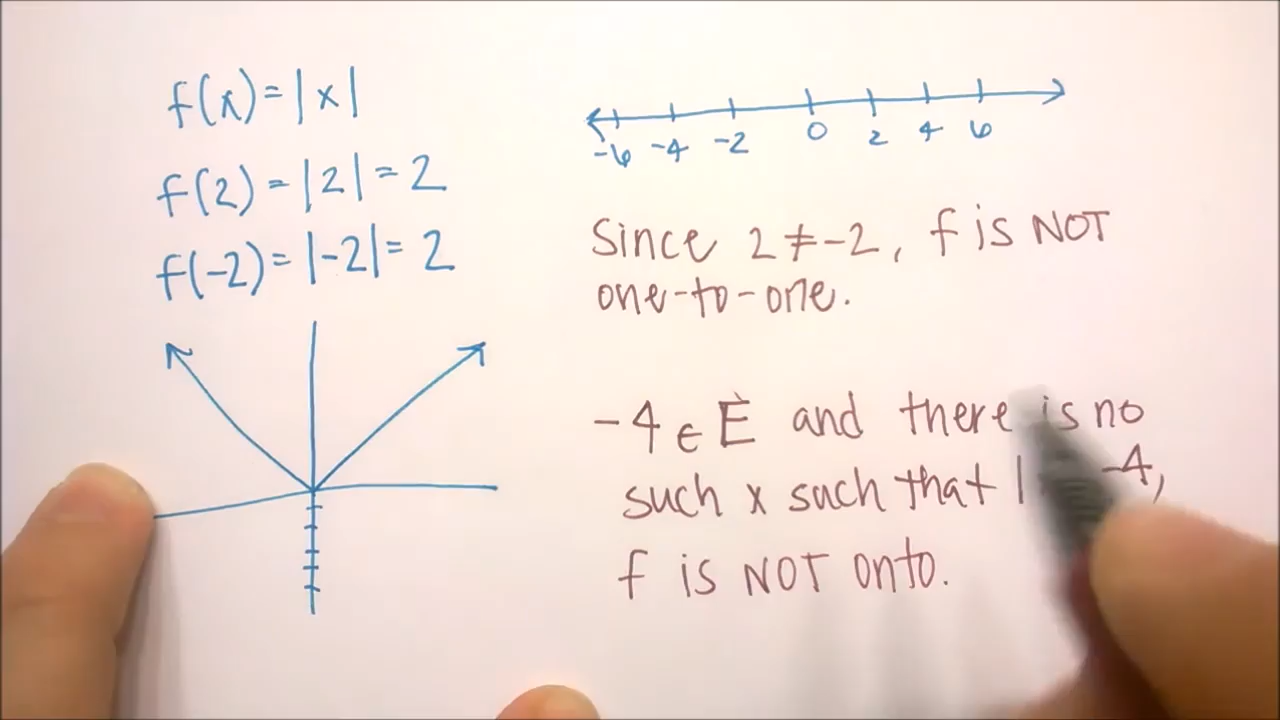 f(x)=|x|
f(2)=|2|=2
f(-2)=|-2|=2
-6 -4 -2 0 2 4 6
Since 2≠-2, f is NOT
one-to-one.
-4 ∈ E and there is no
such x such that | -4,
f is NOT onto.